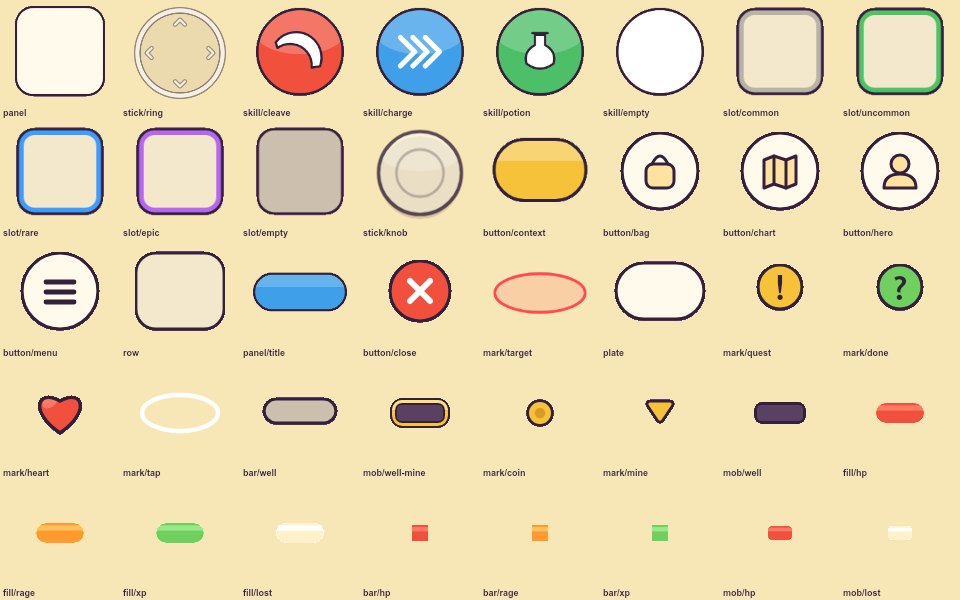 panel
stick/ring
skill/cleave
skill/charge
skill/potion
skill/empty
slot/common
slot/uncommon
slot/rare
slot/epic
slot/empty
stick/knob
button/context
button/bag
button/chart
button/hero
! ?
button/menu
row
panel/title
button/close
mark/target
plate
mark/quest
mark/done
mark/heart
mark/tap
bar/well
mob/well-mine
mark/coin
mark/mine
mob/well
fill/hp
fill/rage
fill/xp
fill/lost
bar/hp
bar/rage
bar/xp
mob/hp
mob/lost